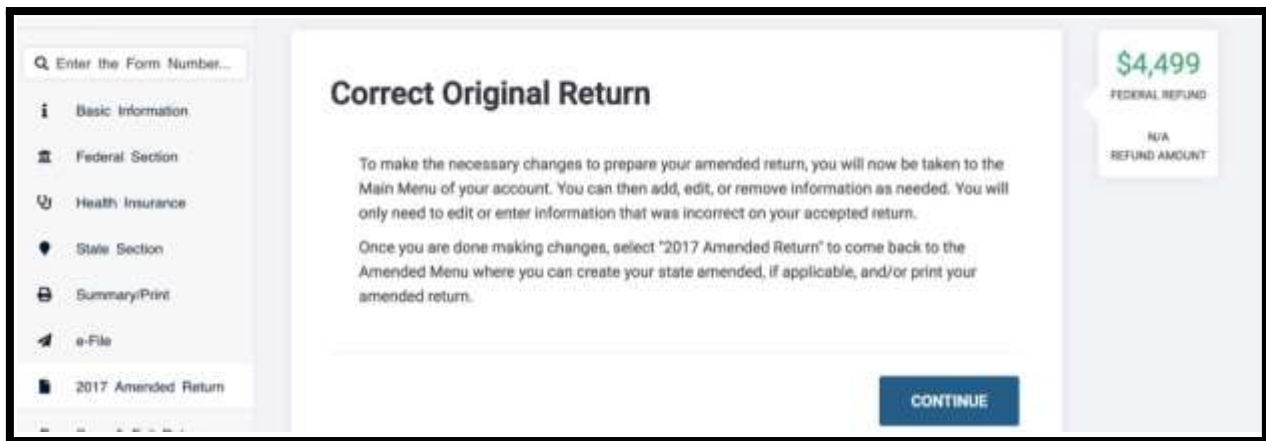 Enter the Form Number...
Basic Information
Federal Section
Health Insurance
State Section
Summary/Print
e-File
2017 Amended Return
Correct Original Return
To make the necessary changes to prepare your amended return, you will now be taken to the
Main Menu of your account. You can then add, edit, or remove information as needed. You will
only need to edit or enter information that was incorrect on your accepted return.
Once you are done making changes, select "2017 Amended Return" to come back to the
Amended Menu where you can create your state amended, if applicable, and/or print your
amended return.
CONTINUE
$4,499
FEDERAL REFUND
N/A
REFUND AMOUNT